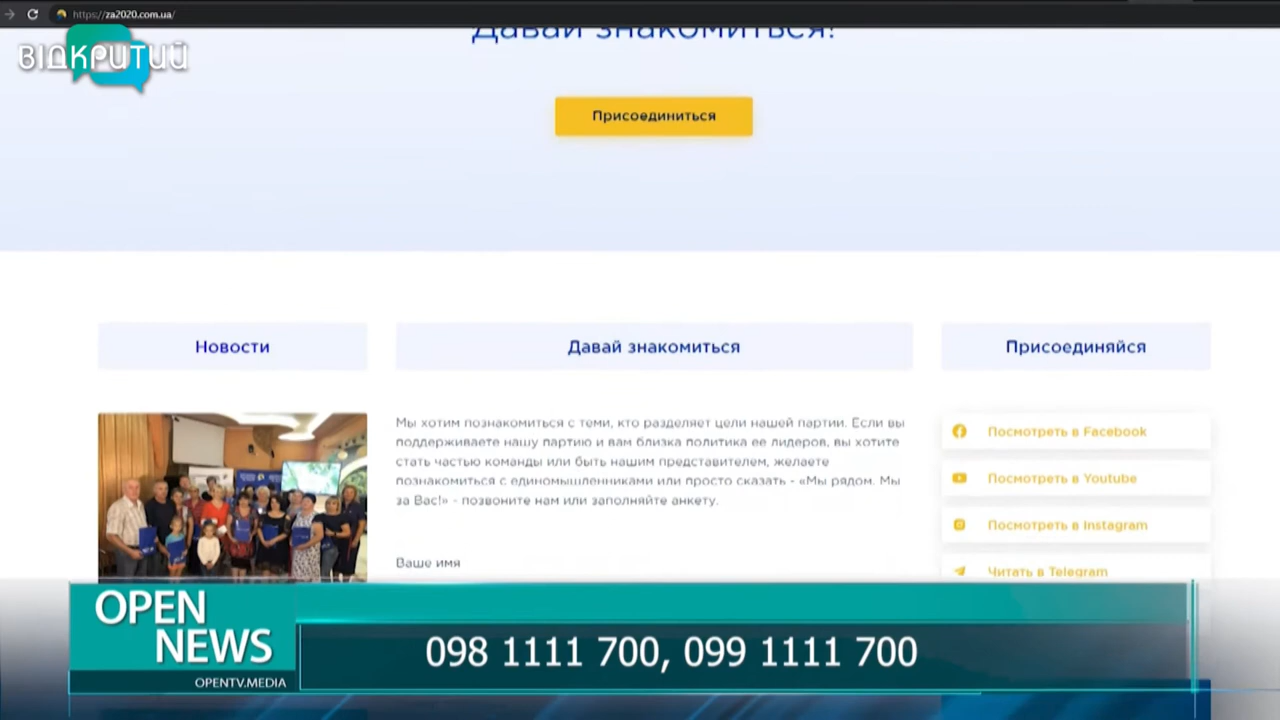 https://za2020.com.ua/
ВІДКРИТИЙ
Давай знакомиться!
Присоединиться
Новости
Давай знакомиться
Присоединяйся
Мы хотим познакомиться с теми, кто разделяет цели нашей партии. Если вы
поддерживаете нашу партию и вам близка политика ее лидеров, вы хотите
стать частью команды или быть нашим представителем, желаете
познакомиться с единомышленниками или просто сказать - «Мы рядом. Мы
за Вас!» - позвоните нам или заполняйте анкету.
Ваше имя
Посмотреть в Facebook
Посмотреть в Youtube
Посмотреть в Instagram
Читать в Telegram
OPEN
NEWS
OPENTV.MEDIA
098 1111 700, 099 1111 700